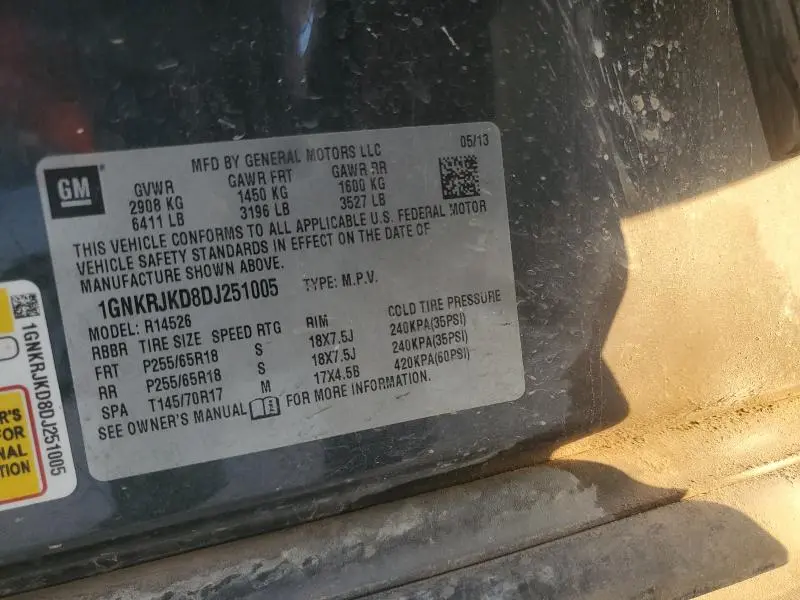 MFD BY GENERAL MOTORS LLC 05/13
GM
GVWR GAWR FRT GAWR RR
2908 KG 1450 KG 1600 KG
6411 LB 3196 LB 3527 LB
THIS VEHICLE CONFORMS TO ALL APPLICABLE U.S. FEDERAL MOTOR
VEHICLE SAFETY STANDARDS IN EFFECT ON THE DATE OF
MANUFACTURE SHOWN ABOVE.
1GNKRJKD8DJ251005 TYPE: M.P.V.
MODEL: R14526
RBBR TIRE SIZE SPEED RTG RIM COLD TIRE PRESSURE
FRT P255/65R18 S 18X7.5J 240KPA(35PSI)
RR P255/65R18 S 18X7.5J 240KPA(35PSI)
SPA T145/70R17 M 17X4.5B 420KPA(60PSI)
SEE OWNER'S MANUAL FOR MORE INFORMATION.
1GNKRJKD8DJ251005
R'S
FOR
NAL
TION